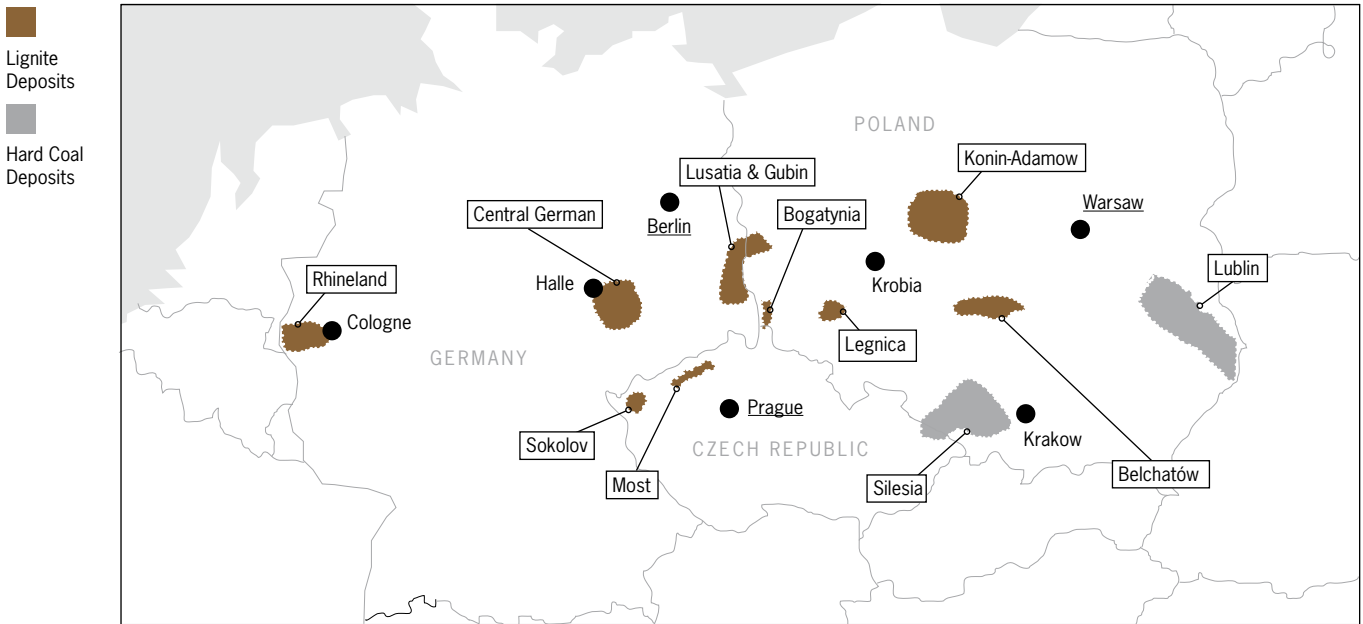 Lignite
Deposits
Hard Coal
Deposits
POLAND
Konin-Adamow
Lusatia & Gubin
Warsaw
Berlin
Bogatynia
Central German
Lublin
Krobia
Halle
Rhineland
Cologne
Legnica
GERMANY
Prague
Krakow
Sokolov
CZECH REPUBLIC
Belchatów
Most
Silesia